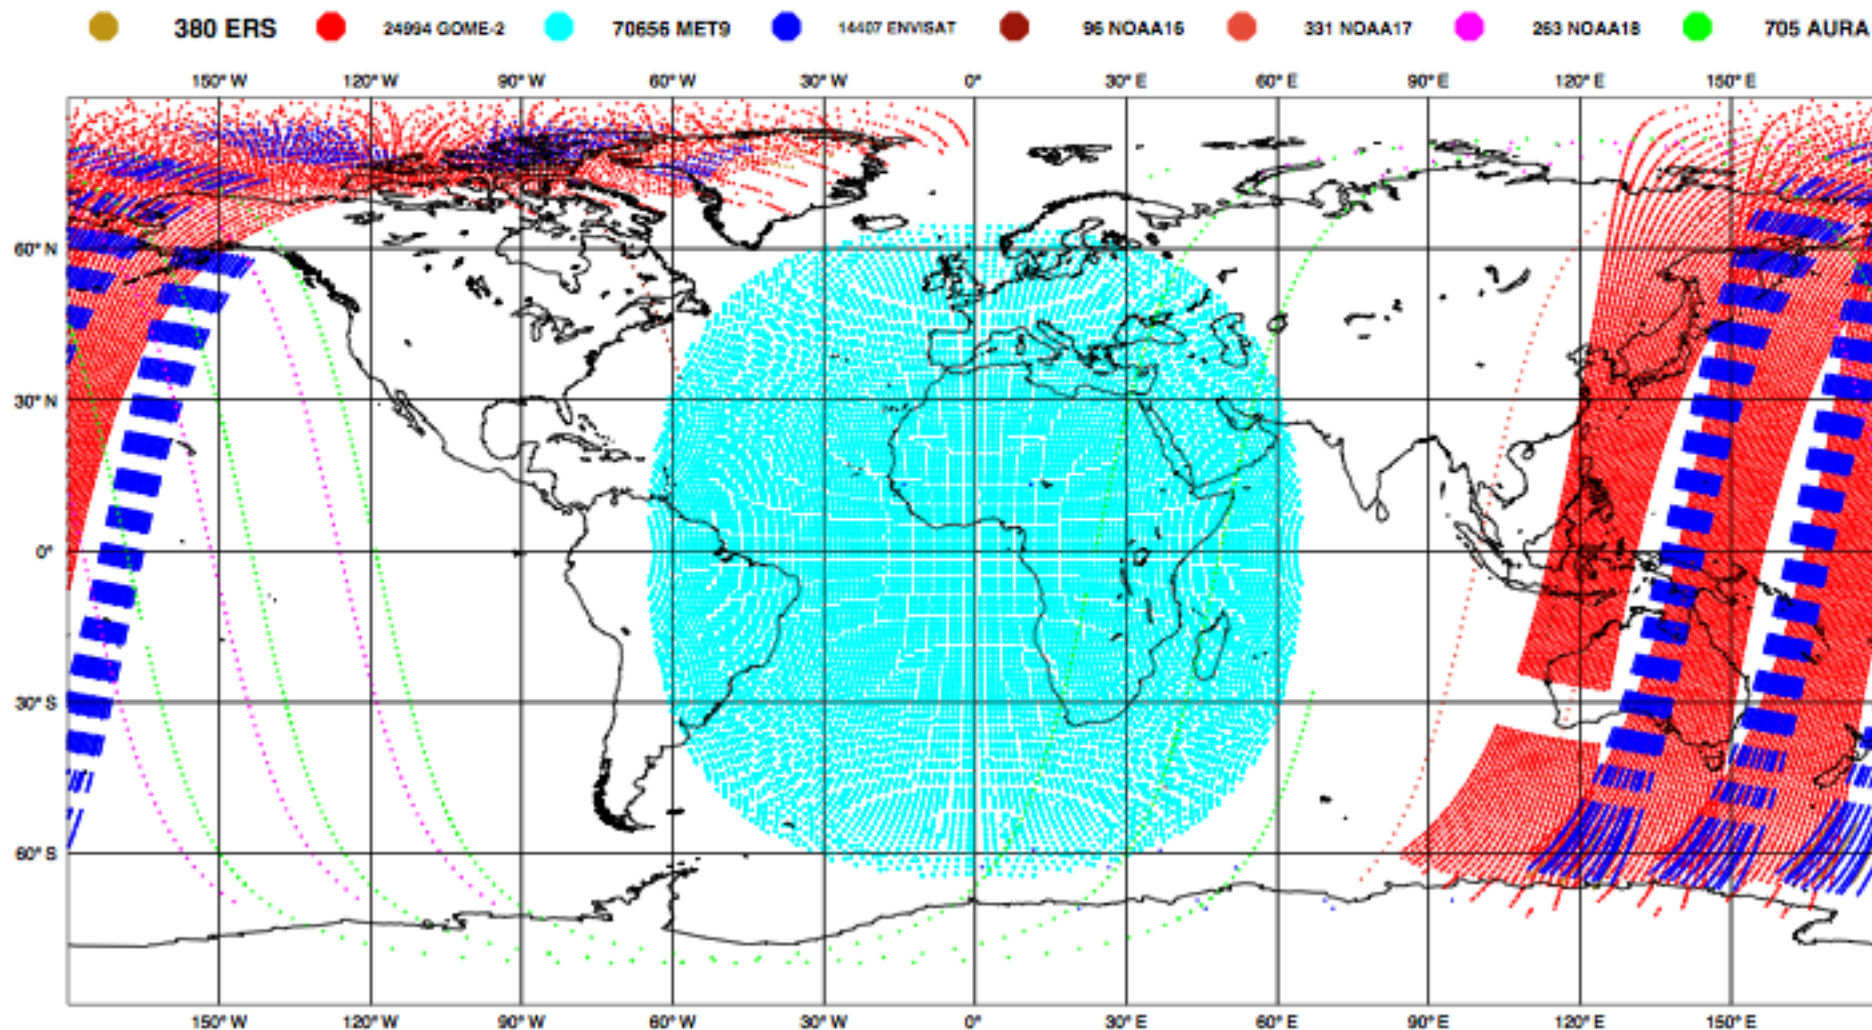 380 ERS 24994 GOME-2 70656 MET9 14407 ENVISAT 96 NOAA16 331 NOAA17 263 NOAA18 705 AURA
150° W 120° W 90° W 60° W 30° W 0° 30° E 60° E 90° E 120° E 150° E
60° N
30° N
0°
30° S
60° S
150° W 120° W 90° W 60° W 30° W 0° 30° E 60° E 90° E 120° E 150° E